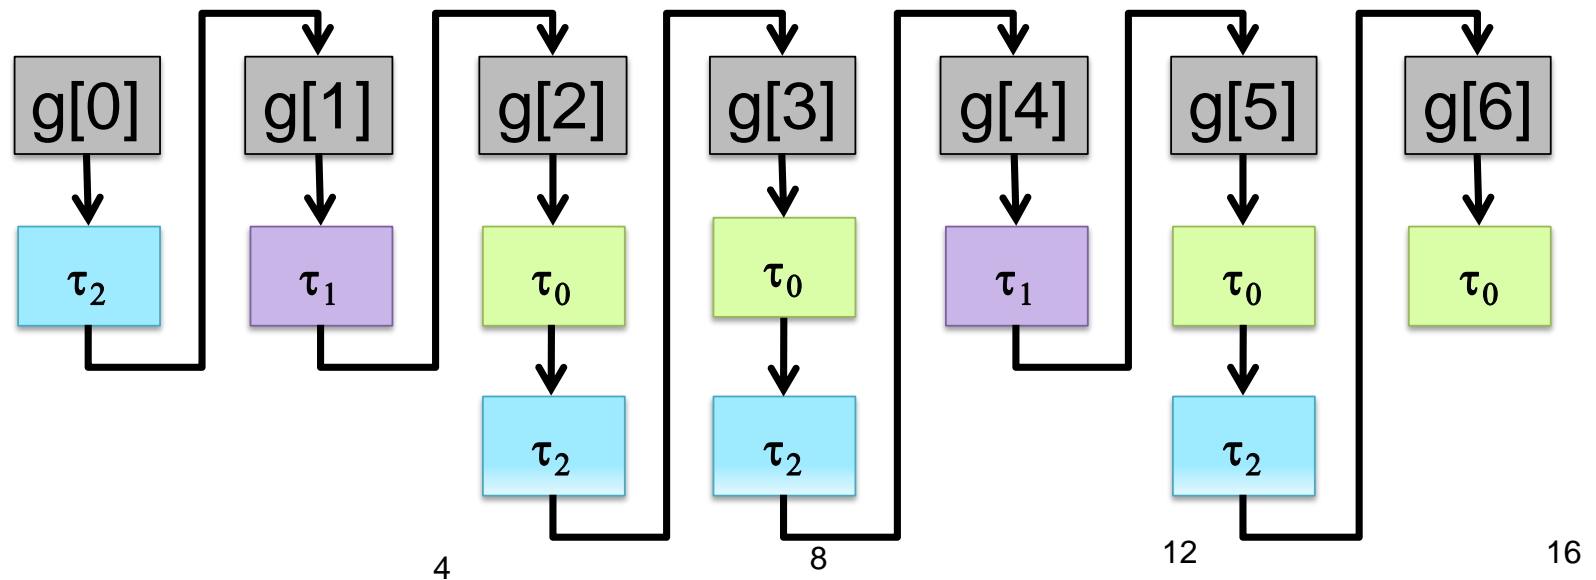 g[0] g[1] g[2] g[3] g[4] g[5] g[6]
τ₂ τ₁ τ₀ τ₀ τ₁ τ₀ τ₀
τ₂ τ₂ τ₂
4 8 12 16